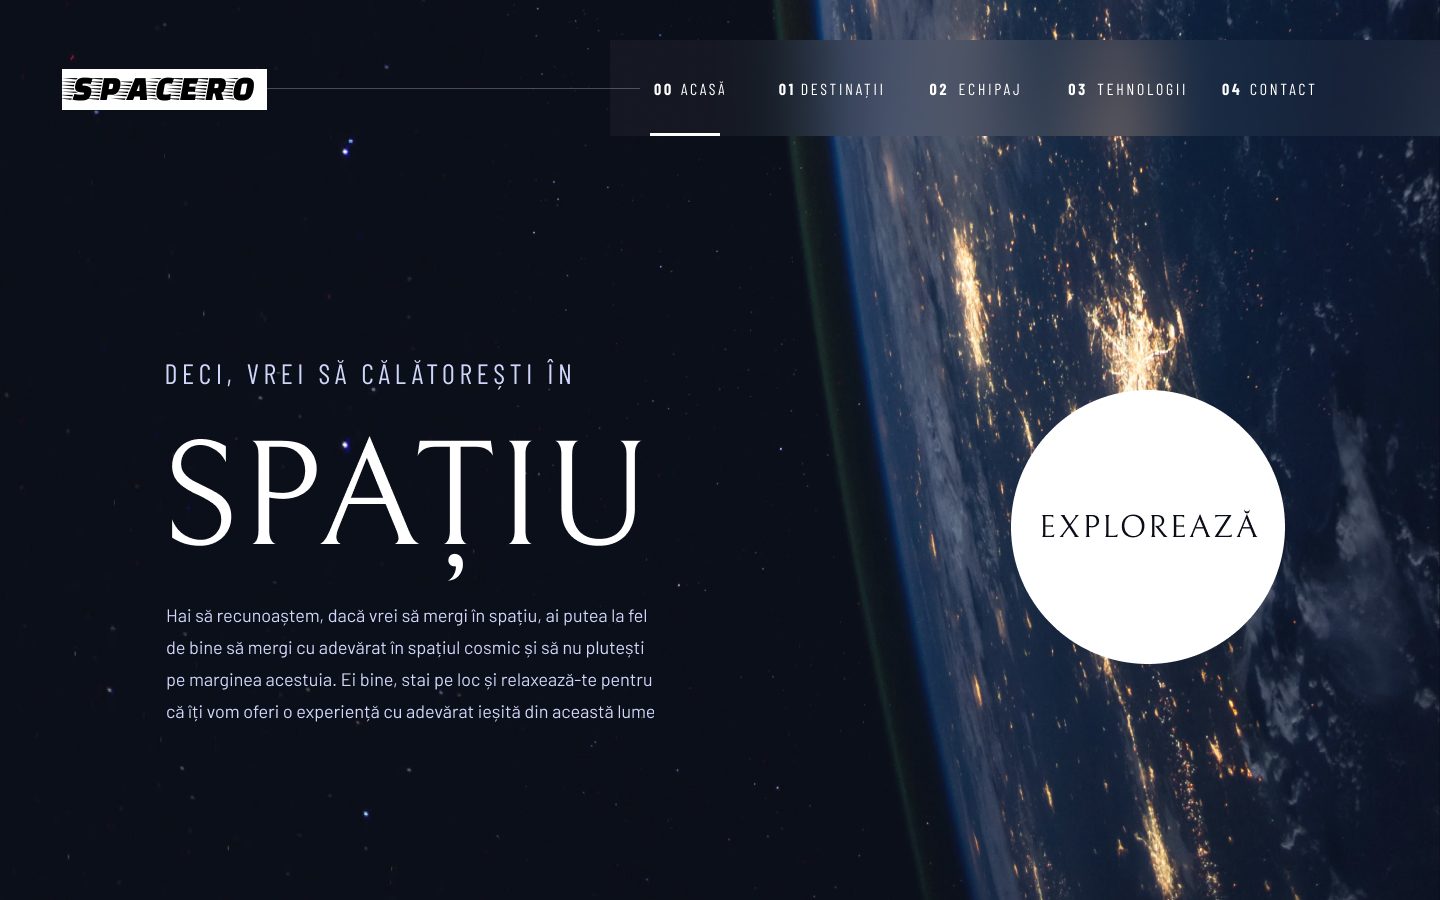 SPACERO
00 ACASĂ 01 DESTINAȚII 02 ECHIPAJ 03 TEHNOLOGII 04 CONTACT
DECI, VREI SĂ CĂLĂTOREȘTI ÎN
SPAȚIU
EXPLOREAZĂ
Hai să recunoaștem, dacă vrei să mergi în spațiu, ai putea la fel
de bine să mergi cu adevărat în spațiul cosmic și să nu plutești
pe marginea acestuia. Ei bine, stai pe loc și relaxează-te pentru
că îți vom oferi o experiență cu adevărat ieșită din această lume